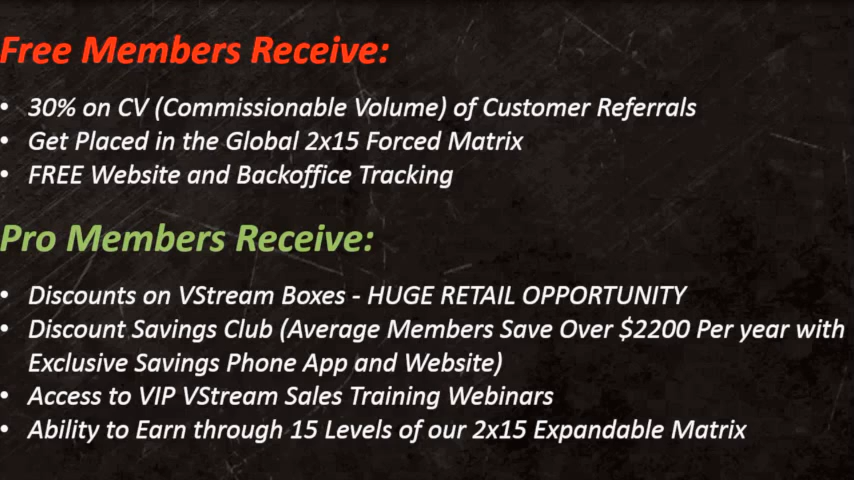 Free Members Receive:
• 30% on CV (Commissionable Volume) of Customer Referrals
• Get Placed in the Global 2x15 Forced Matrix
• FREE Website and Backoffice Tracking
Pro Members Receive:
• Discounts on VStream Boxes - HUGE RETAIL OPPORTUNITY
• Discount Savings Club (Average Members Save Over $2200 Per year with
Exclusive Savings Phone App and Website)
• Access to VIP VStream Sales Training Webinars
• Ability to Earn through 15 Levels of our 2x15 Expandable Matrix